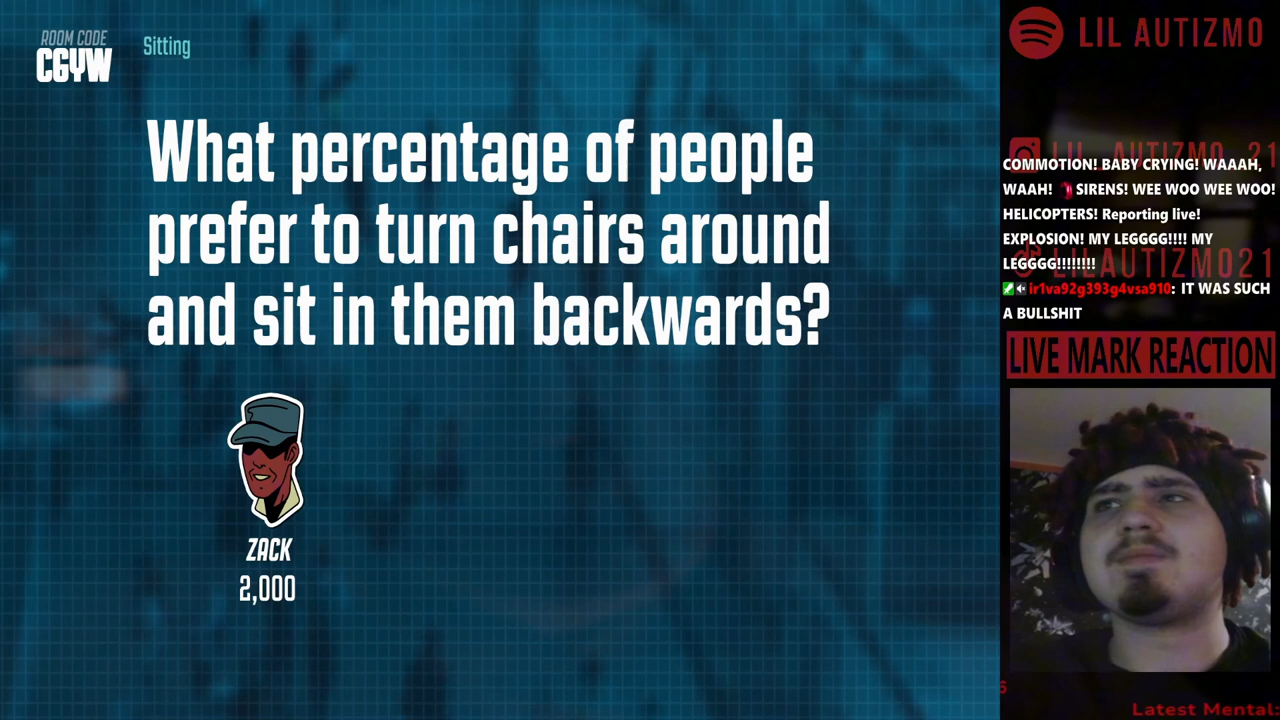 ROOM CODE
CGYW
Sitting
What percentage of people
prefer to turn chairs around
and sit in them backwards?
ZACK
2,000
LIL AUTIZMO
LIL_AUTIZMO_21
COMMOTION! BABY CRYING! WAAAH,
WAAH! SIRENS! WEE WOO WEE WOO!
HELICOPTERS! Reporting live!
EXPLOSION! MY LEGGGG!!!! MY
LEGGGG!!!!!!!!
LILAUTIZMO21
ir1va92g393g4vsa910: IT WAS SUCH
A BULLSHIT
LIVE MARK REACTION
Latest Mental: